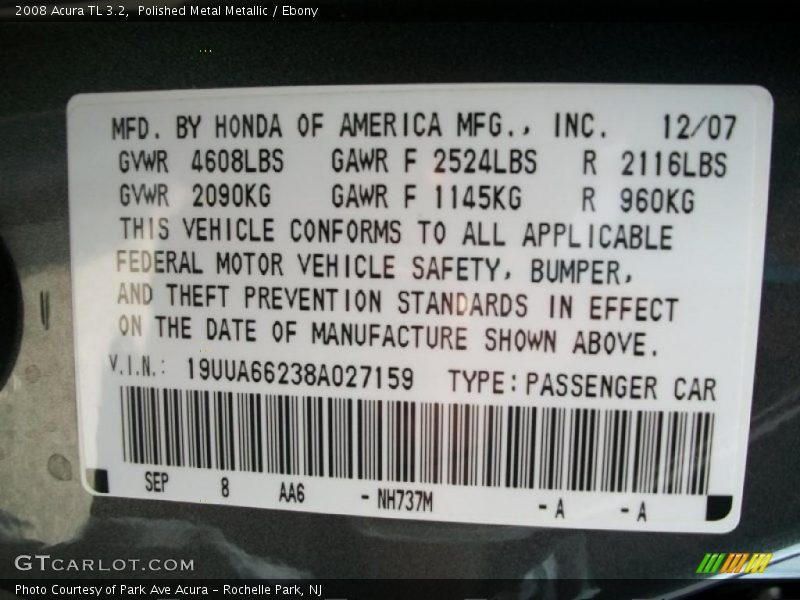 2008 Acura TL 3.2,  Polished Metal Metallic / Ebony
MFD. BY HONDA OF AMERICA MFG., INC. 12/07
GVWR 4608LBS GAWR F 2524LBS R 2116LBS
GVWR 2090KG GAWR F 1145KG R 960KG
THIS VEHICLE CONFORMS TO ALL APPLICABLE
FEDERAL MOTOR VEHICLE SAFETY, BUMPER,
AND THEFT PREVENTION STANDARDS IN EFFECT
ON THE DATE OF MANUFACTURE SHOWN ABOVE.
V.I.N.: 19UUA66238A027159 TYPE: PASSENGER CAR
SEP 8 AA6 - NH737M - A - A
GTCARLOT.COM
Photo Courtesy of Park Ave Acura - Rochelle Park, NJ